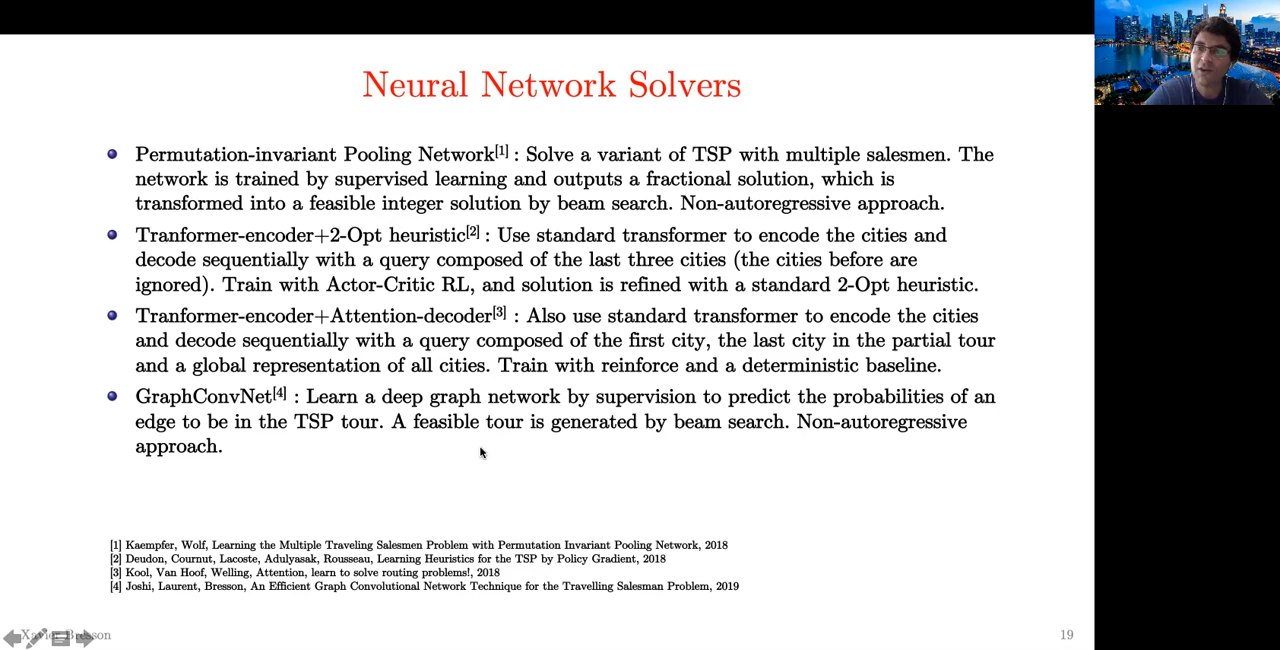 Neural Network Solvers
Permutation-invariant Pooling Network[1] : Solve a variant of TSP with multiple salesmen. The
network is trained by supervised learning and outputs a fractional solution, which is
transformed into a feasible integer solution by beam search. Non-autoregressive approach.
Tranformer-encoder+2-Opt heuristic[2] : Use standard transformer to encode the cities and
decode sequentially with a query composed of the last three cities (the cities before are
ignored). Train with Actor-Critic RL, and solution is refined with a standard 2-Opt heuristic.
Tranformer-encoder+Attention-decoder[3] : Also use standard transformer to encode the cities
and decode sequentially with a query composed of the first city, the last city in the partial tour
and a global representation of all cities. Train with reinforce and a deterministic baseline.
GraphConvNet[4] : Learn a deep graph network by supervision to predict the probabilities of an
edge to be in the TSP tour. A feasible tour is generated by beam search. Non-autoregressive
approach.
[1] Kaempfer, Wolf, Learning the Multiple Traveling Salesmen Problem with Permutation Invariant Pooling Network, 2018
[2] Deudon, Cournut, Lacoste, Adulyasak, Rousseau, Learning Heuristics for the TSP by Policy Gradient, 2018
[3] Kool, Van Hoof, Welling, Attention, learn to solve routing problems!, 2018
[4] Joshi, Laurent, Bresson, An Efficient Graph Convolutional Network Technique for the Travelling Salesman Problem, 2019
Xavier Bresson
19